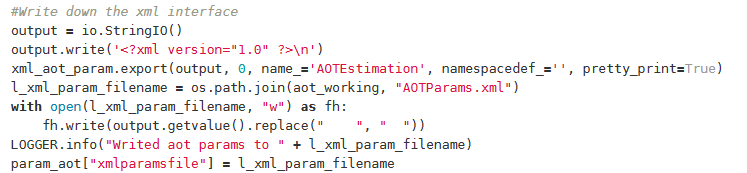 #Write down the xml interface
output = io.StringIO()
output.write('<?xml version="1.0" ?>\n')
xml_aot_param.export(output, 0, name_='AOTEstimation', namespacedef_='', pretty_print=True)
l_xml_param_filename = os.path.join(aot_working, "AOTParams.xml")
with open(l_xml_param_filename, "w") as fh:
    fh.write(output.getvalue().replace("    ", "  "))
LOGGER.info("Writed aot params to " + l_xml_param_filename)
param_aot["xmlparamsfile"] = l_xml_param_filename